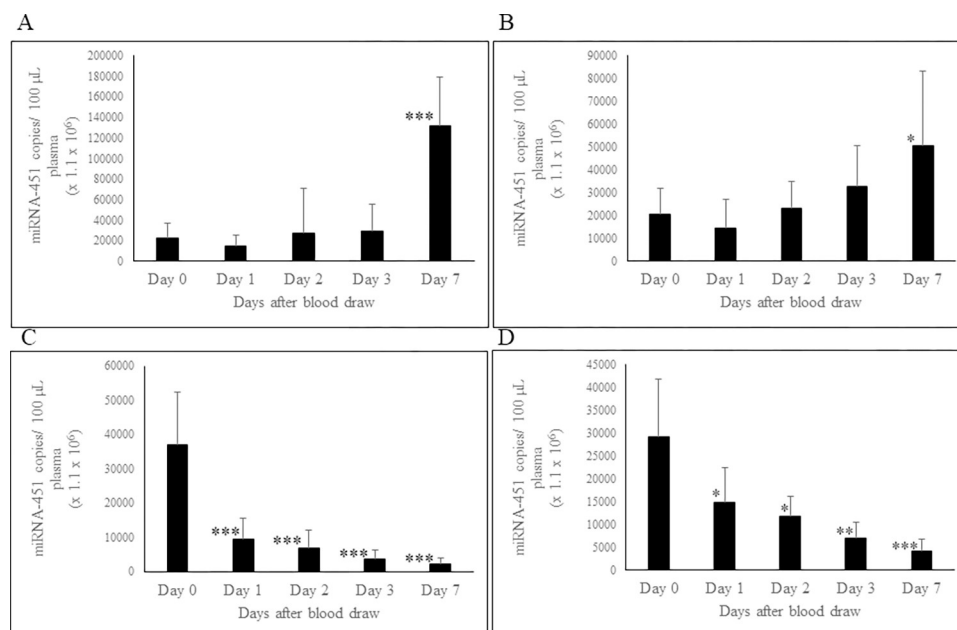 A
miRNA-451 copies/ 100 µL
plasma
(x 1.1 x 10⁶)
200000
180000
160000
140000
120000
100000
80000
60000
40000
20000
0
***
Day 0 Day 1 Day 2 Day 3 Day 7
Days after blood draw
B
miRNA-451 copies/ 100 µL
plasma
(x 1.1 x 10⁶)
90000
80000
70000
60000
50000
40000
30000
20000
10000
0
*
Day 0 Day 1 Day 2 Day 3 Day 7
Days after blood draw
C
miRNA-451 copies/ 100 µL
plasma
(x 1.1 x 10⁶)
60000
50000
40000
30000
20000
10000
0
*** *** *** ***
Day 0 Day 1 Day 2 Day 3 Day 7
Days after blood draw
D
miRNA-451 copies/ 100 µL
plasma
(x 1.1 x 10⁶)
45000
40000
35000
30000
25000
20000
15000
10000
5000
0
* * ** ***
Day 0 Day 1 Day 2 Day 3 Day 7
Days after blood draw